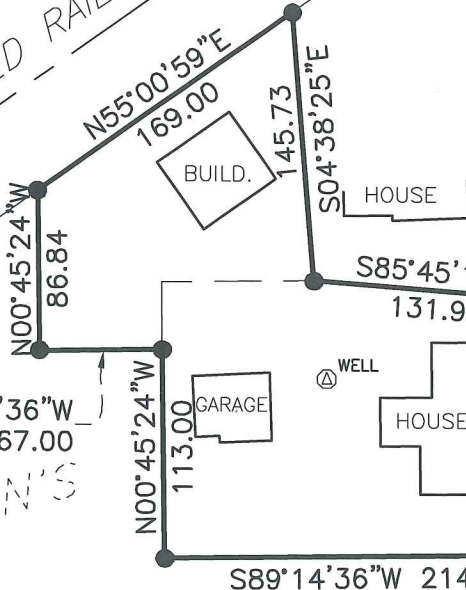 D RAIL
N55°00'59"E
169.00
145.73
S04°38'25"E
BUILD.
HOUSE
N00°45'24"W
86.84
S85°45'
131.9
WELL
'36"W
67.00
N'S
N00°45'24"W
113.00
GARAGE
HOUSE
S89°14'36"W 214